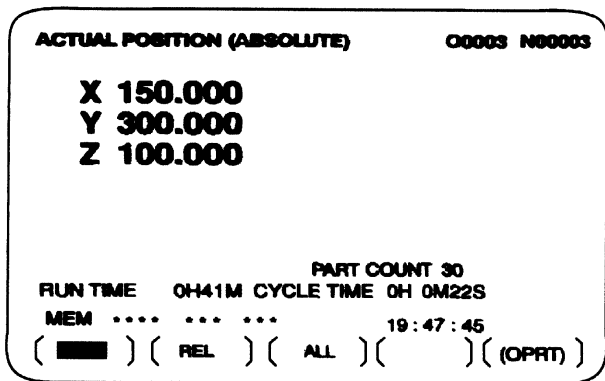 ACTUAL POSITION (ABSOLUTE) O0003 N00003
X 150.000
Y 300.000
Z 100.000
PART COUNT 30
RUN TIME 0H41M CYCLE TIME 0H 0M22S
MEM **** *** *** 19:47:45
( ) ( REL ) ( ALL ) ( ) ( (OPRT) )